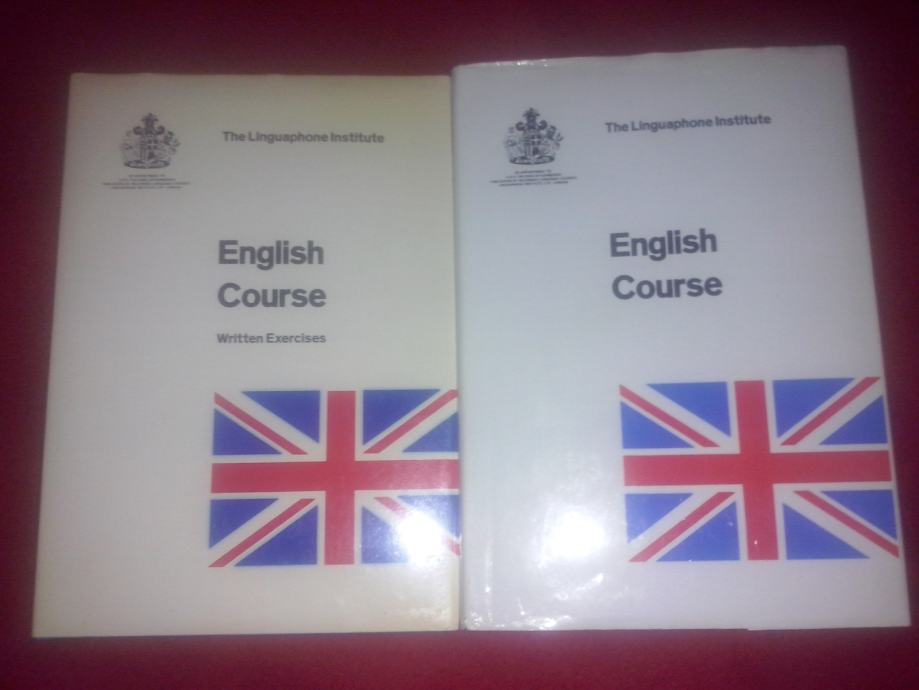 The Linguaphone Institute
English
Course
Written Exercises
The Linguaphone Institute
English
Course